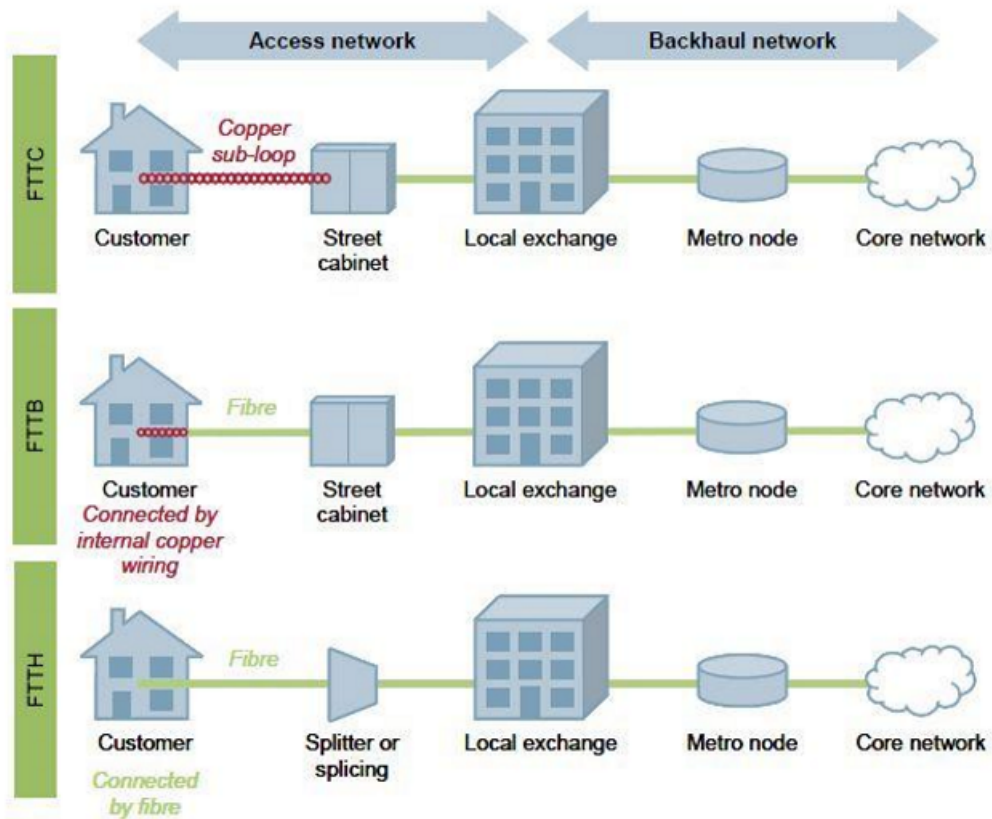 Access network
Backhaul network
FTTC
Copper
sub-loop
Customer
Street
cabinet
Local exchange
Metro node
Core network
FTTB
Fibre
Customer
Connected by
internal copper
wiring
Street
cabinet
Local exchange
Metro node
Core network
FTTH
Fibre
Customer
Connected
by fibre
Splitter or
splicing
Local exchange
Metro node
Core network